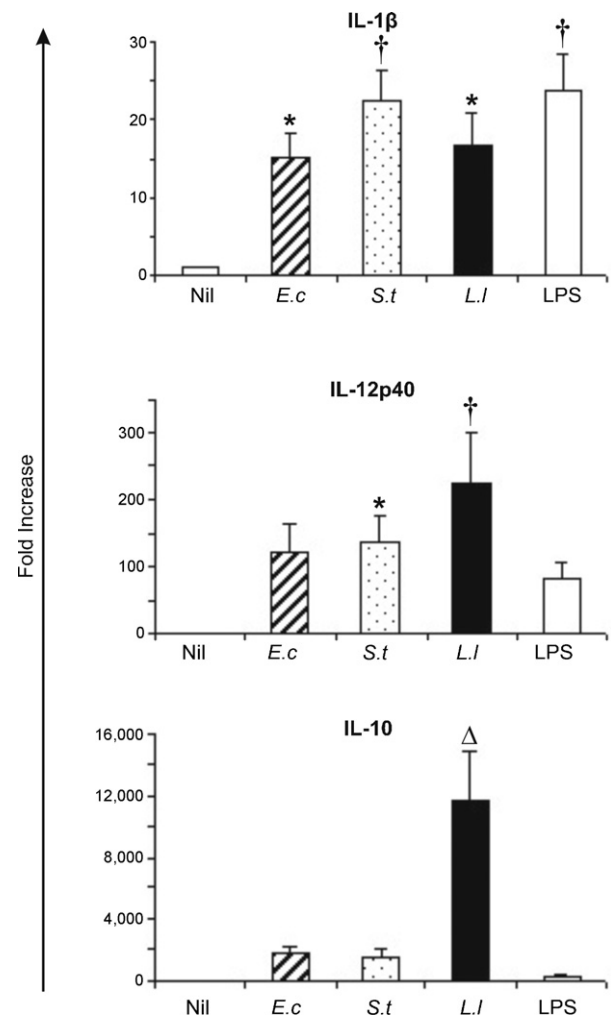 IL-1β
30
†
†
20
*
*
10
0
Nil
E.c
S.t
L.l
LPS
IL-12p40
†
300
200
*
100
0
Nil
E.c
S.t
L.l
LPS
Fold Increase
IL-10
16,000
Δ
12,000
8,000
4,000
0
Nil
E.c
S.t
L.l
LPS